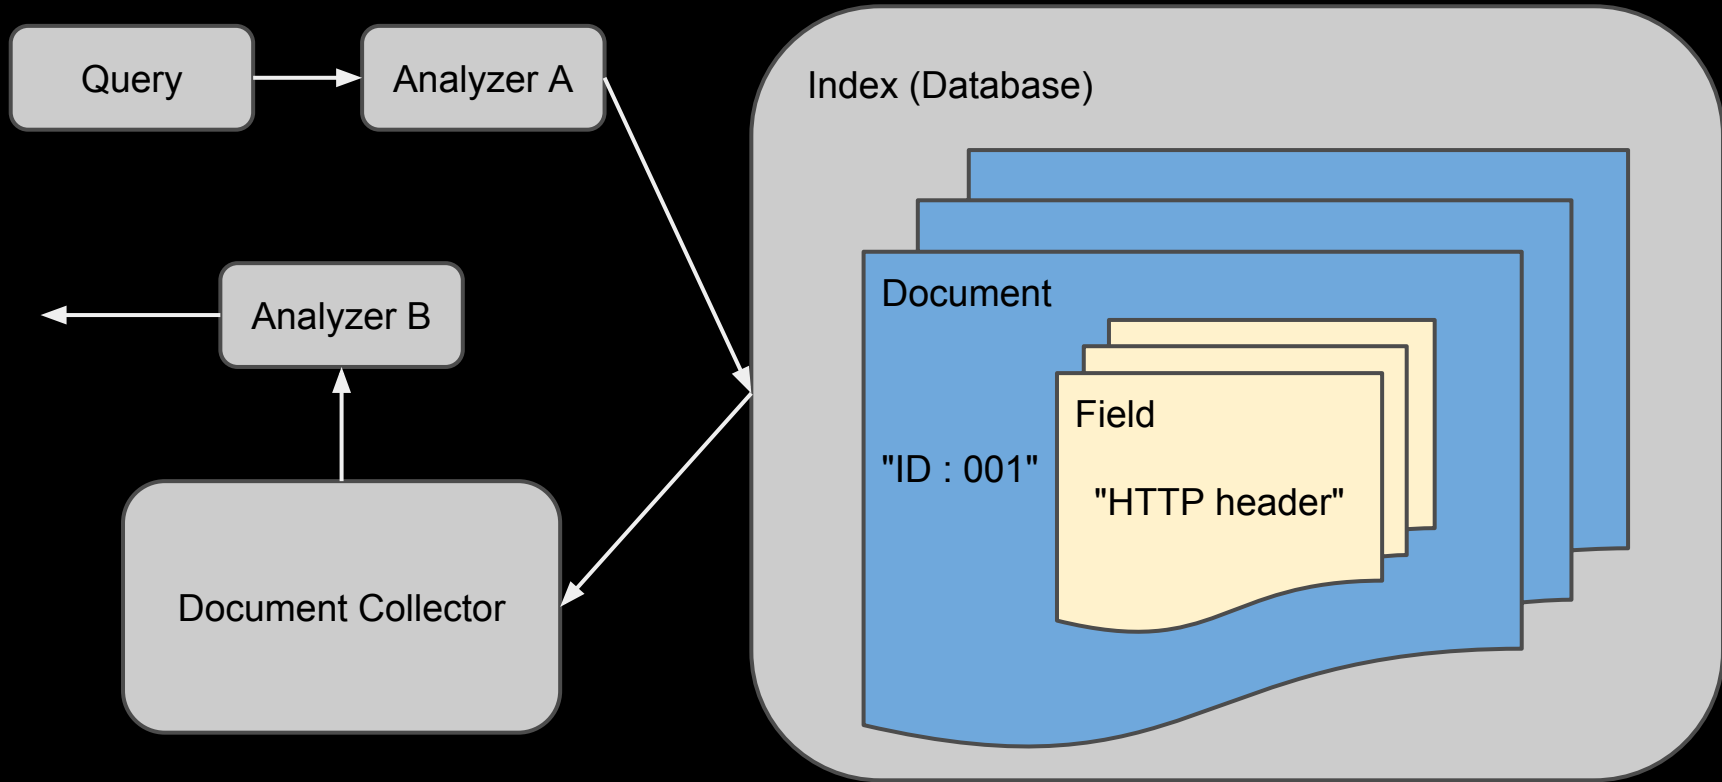 Query
Analyzer A
Index (Database)
Document
Analyzer B
Field
"ID : 001"
"HTTP header"
Document Collector